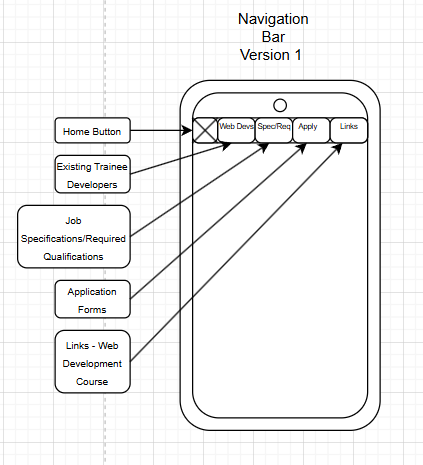 Navigation
Bar
Version 1
Web Devs
Spec/Req
Apply
Links
Home Button
Existing Trainee
Developers
Job
Specifications/Required
Qualifications
Application
Forms
Links - Web
Development
Course